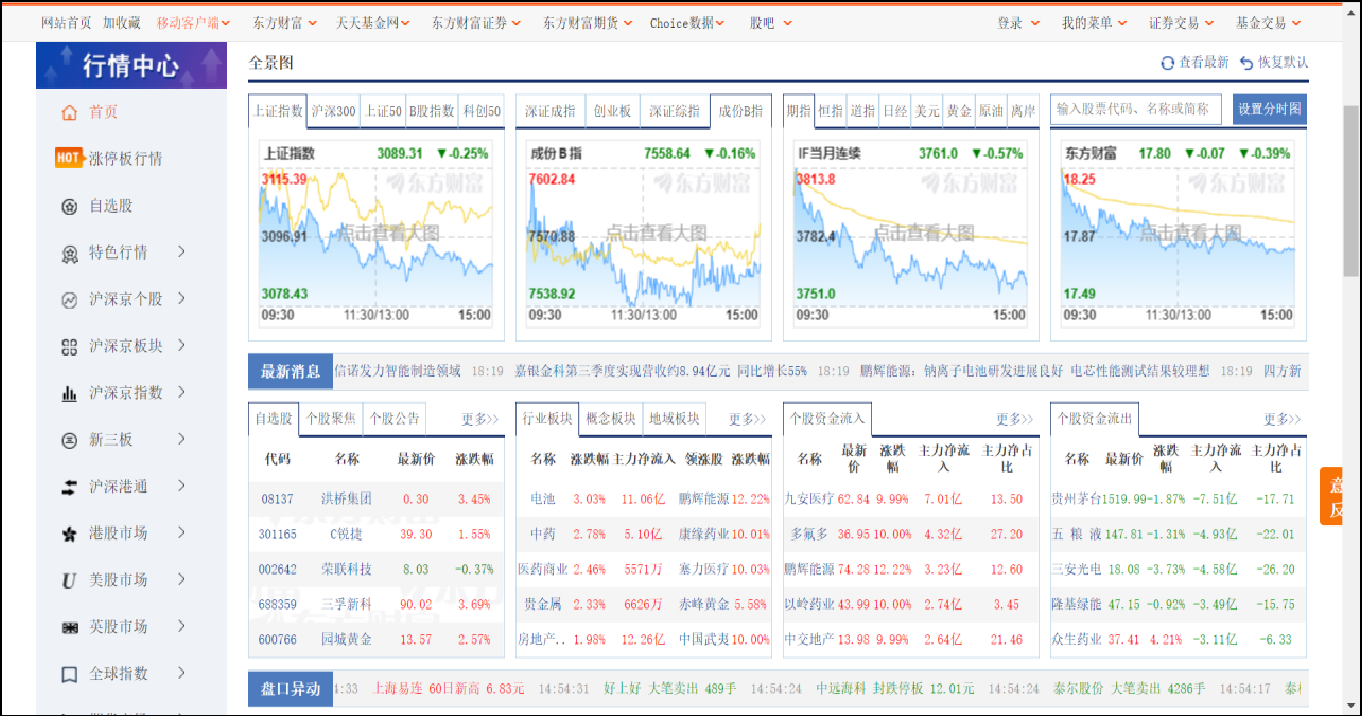 网站首页 加收藏 移动客户端 东方财富 天天基金网 东方财富证券 东方财富期货 Choice数据 股吧 登录 我的菜单 证券交易 基金交易
行情中心
首页
HOT 涨停板行情
自选股
特色行情
沪深京个股
沪深京板块
沪深京指数
新三板
沪深港通
港股市场
美股市场
英股市场
全球指数
全景图 查看最新 恢复默认
上证指数 沪深300 上证50 B股指数 科创50
上证指数 3089.31 ▼-0.25%
3115.39
东方财富
3096.91
点击查看大图
3078.43
09:30 11:30/13:00 15:00
深证成指 创业板 深证综指 成份B指
成份B指 7558.64 ▼-0.16%
7602.84
东方财富
7570.88
点击查看大图
7538.92
09:30 11:30/13:00 15:00
期指 恒指 道指 日经 美元 黄金 原油 离岸
IF当月连续 3761.0 ▼-0.57%
3813.8
东方财富
3782.4
点击查看大图
3751.0
09:30 15:00
输入股票代码、名称或简称 设置分时图
东方财富 17.80 ▼-0.07 ▼-0.39%
18.25
东方财富
17.87
点击查看大图
17.49
09:30 11:30/13:00 15:00
最新消息 信诺发力智能制造领域 18:19 嘉银金科第三季度实现营收约8.94亿元 同比增长55% 18:19 鹏辉能源：钠离子电池研发进展良好 电芯性能测试结果较理想 18:19 四方新
自选股 个股聚焦 个股公告 更多>>
代码 名称 最新价 涨跌幅
08137 洪桥集团 0.30 3.45%
301165 C锐捷 39.30 1.55%
002642 荣联科技 8.03 -0.37%
688359 三孚新科 90.02 3.69%
600766 园城黄金 13.57 2.57%
行业板块 概念板块 地域板块 更多>>
名称 涨跌幅 主力净流入 领涨股 涨跌幅
电池 3.03% 11.06亿 鹏辉能源 12.22%
中药 2.78% 5.10亿 康缘药业 10.01%
医药商业 2.46% 5571万 塞力医疗 10.03%
贵金属 2.33% 6626万 赤峰黄金 5.58%
房地产.. 1.98% 12.26亿 中国武夷 10.00%
个股资金流入 更多>>
名称 最新价 涨跌幅 主力净流入 主力净占比
九安医疗 62.84 9.99% 7.01亿 13.50
多氟多 36.95 10.00% 4.32亿 27.20
鹏辉能源 74.28 12.22% 3.23亿 12.60
以岭药业 43.99 10.00% 2.74亿 3.45
中交地产 13.98 9.99% 2.64亿 21.46
个股资金流出 更多>>
名称 最新价 涨跌幅 主力净流入 主力净占比
贵州茅台 1519.99 -1.87% -7.51亿 -17.71
五 粮 液 147.81 -1.31% -4.93亿 -22.01
三安光电 18.08 -3.73% -4.58亿 -26.20
隆基绿能 47.15 -0.92% -3.49亿 -15.75
众生药业 37.41 4.21% -3.11亿 -6.33
盘口异动 1:33 上海易连 60日新高 6.83元 14:54:31 好上好 大笔卖出 489手 14:54:24 中远海科 封跌停板 12.01元 14:54:24 泰尔股份 大笔卖出 4286手 14:54:17